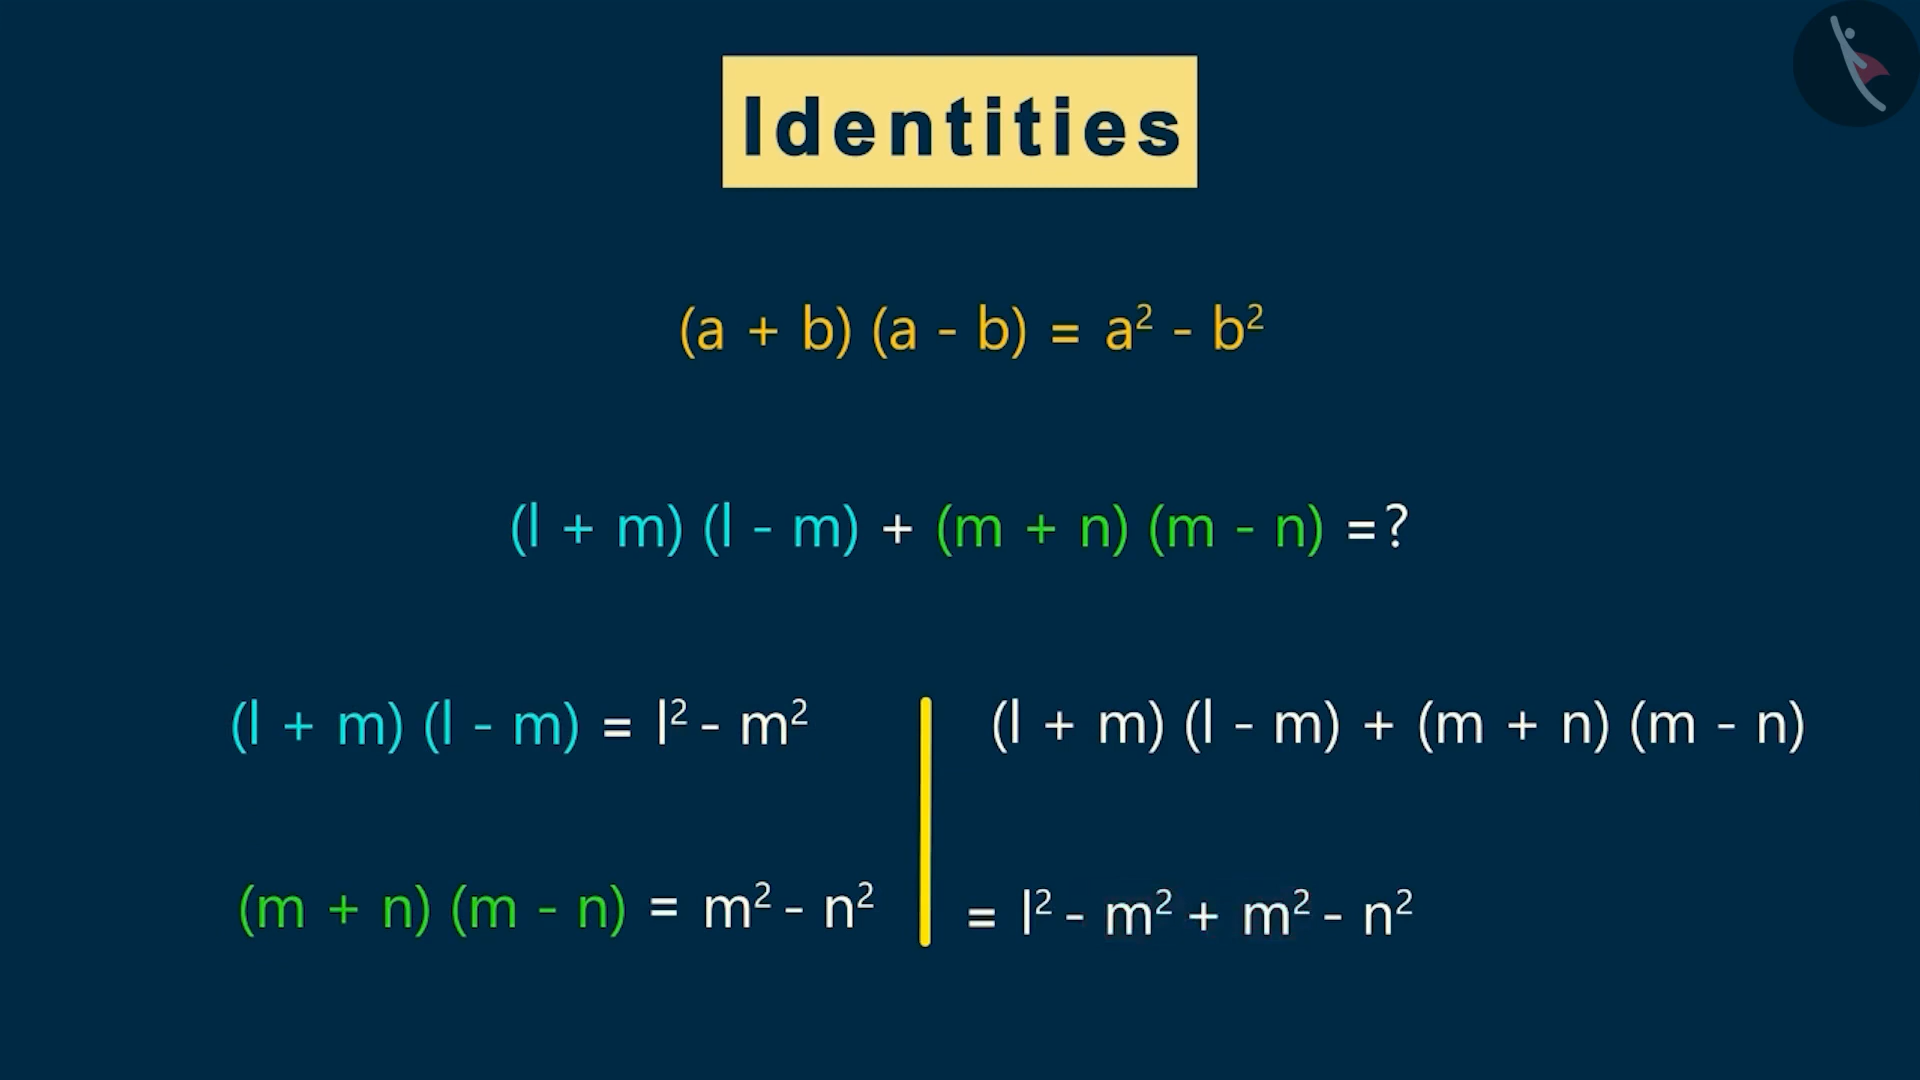 Identities
(a + b) (a - b) = a² - b²
(l + m) (l - m) + (m + n) (m - n) =?
(l + m) (l - m) = l² - m²
(m + n) (m - n) = m² - n²
(l + m) (l - m) + (m + n) (m - n)
= l² - m² + m² - n²